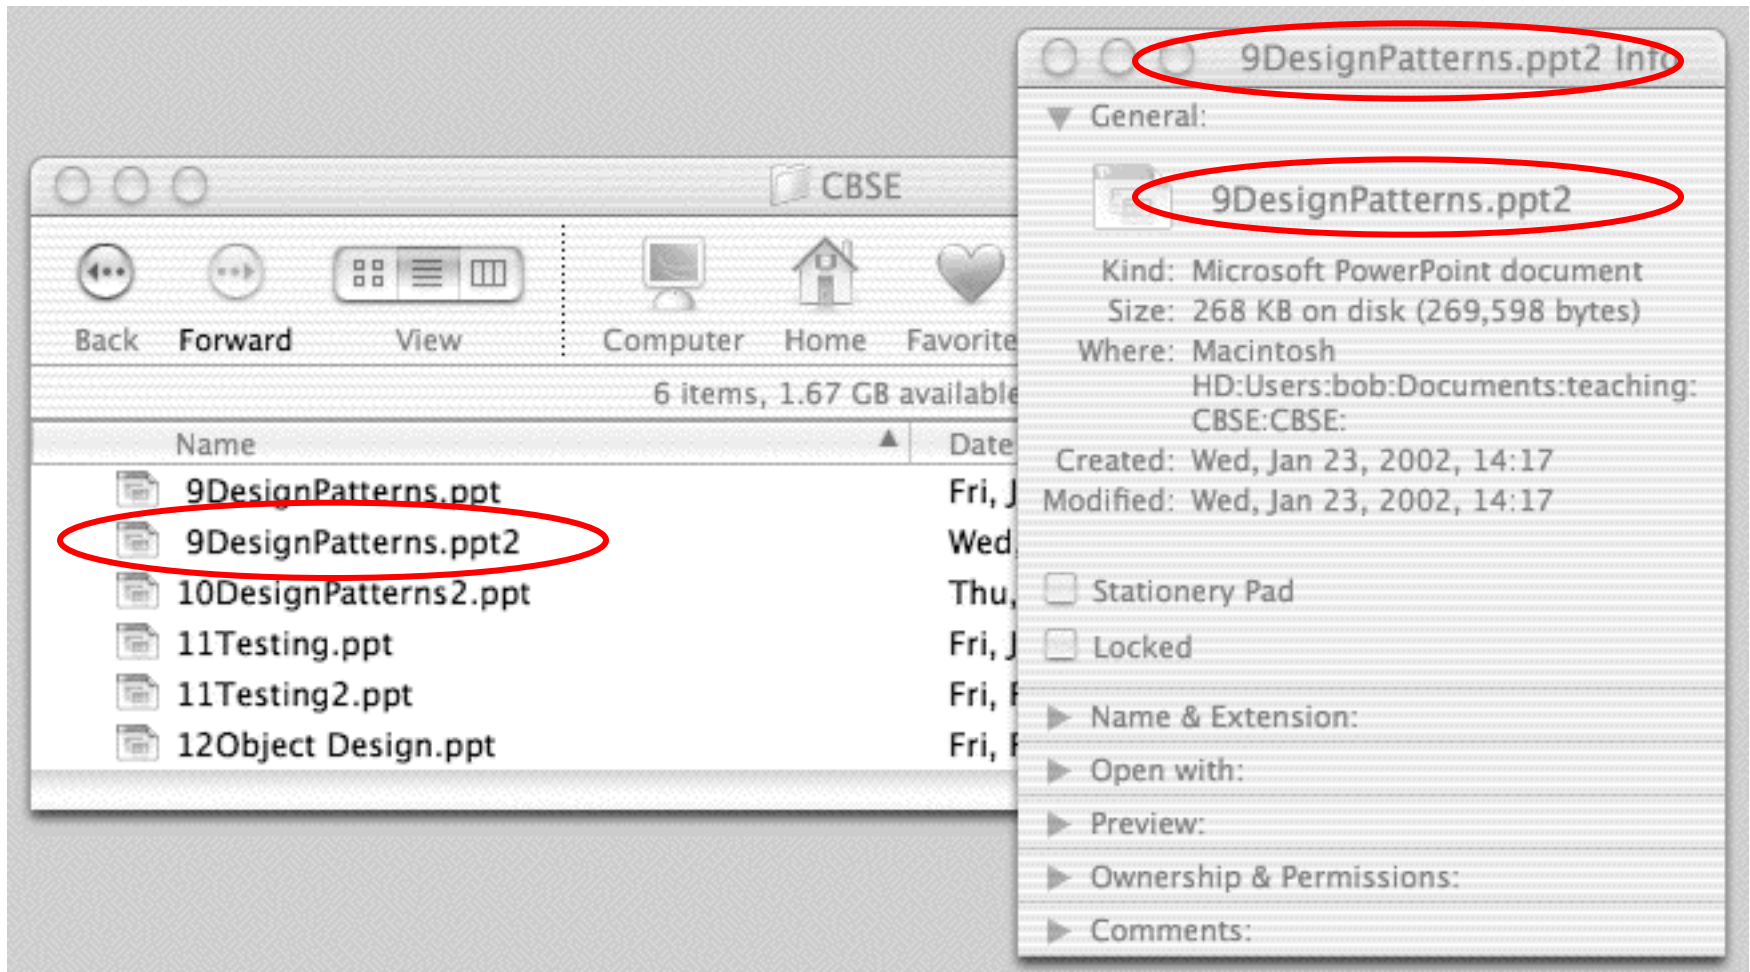 CBSE
Back Forward View Computer Home Favorite
6 items, 1.67 GB available
Name Date
9DesignPatterns.ppt Fri, J
9DesignPatterns.ppt2 Wed,
10DesignPatterns2.ppt Thu,
11Testing.ppt Fri, J
11Testing2.ppt Fri, F
12Object Design.ppt Fri, F
9DesignPatterns.ppt2 Info
General:
9DesignPatterns.ppt2
Kind: Microsoft PowerPoint document
Size: 268 KB on disk (269,598 bytes)
Where: Macintosh
HD:Users:bob:Documents:teaching:
CBSE:CBSE:
Created: Wed, Jan 23, 2002, 14:17
Modified: Wed, Jan 23, 2002, 14:17
Stationery Pad
Locked
Name & Extension:
Open with:
Preview:
Ownership & Permissions:
Comments: